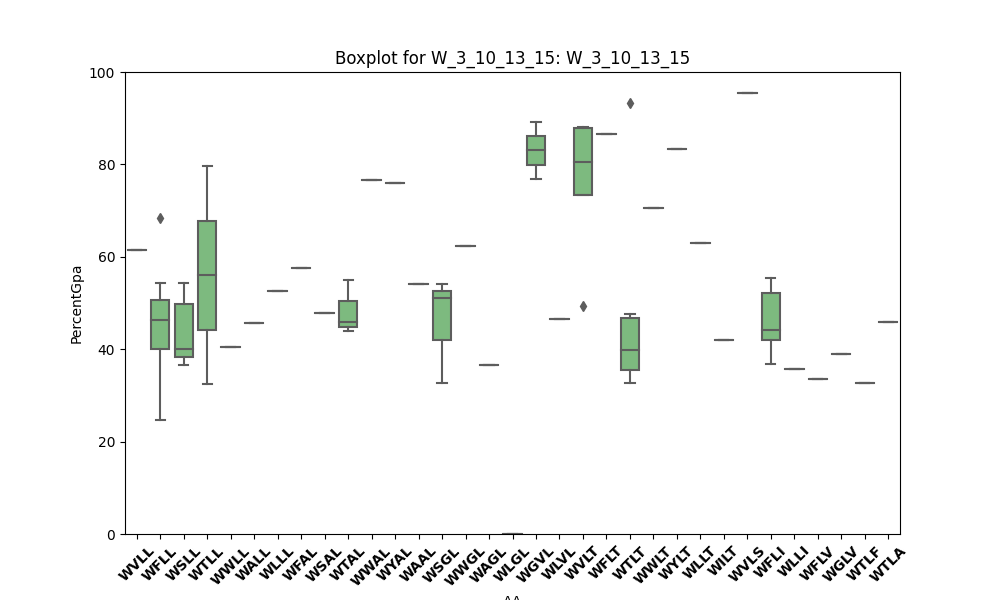 Boxplot for W_3_10_13_15: W_3_10_13_15
100
80
60
40
20
0
PercentGpa
WVLL WFLL WSLL WTLL WWLL WALL WLLL WFAL WSAL WTAL WWAL WYAL WAAL WSGL WWGL WAGL WLGL WGVL WLVL WVLT WFLT WTLT WWLT WYLT WLLT WILT WVLS WFLI WLLI WFLV WGLV WTLF WTLA
AA